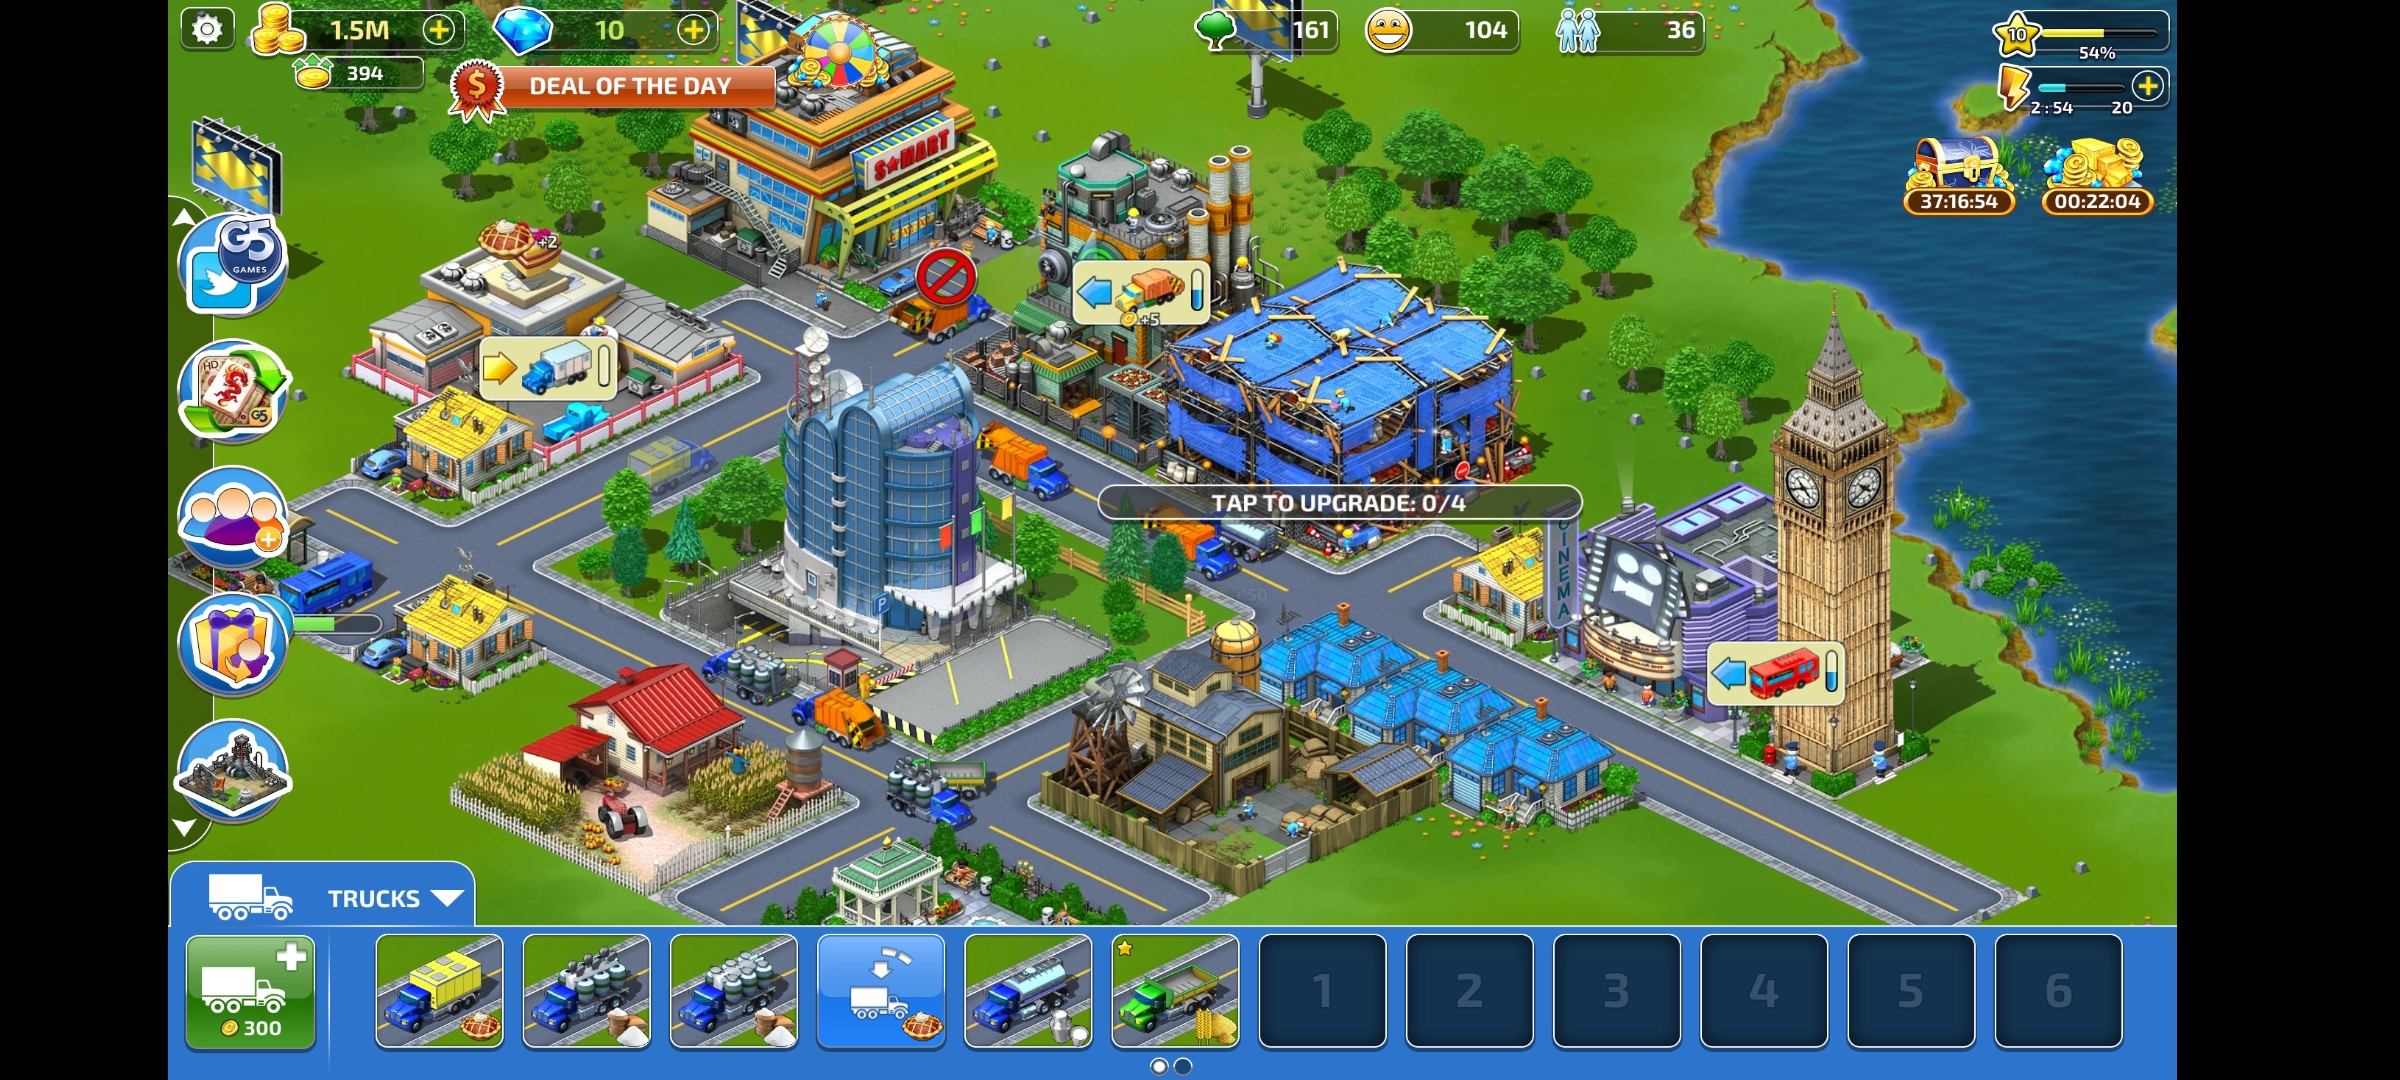 1.5M
10
161
104
36
10
54%
394
DEAL OF THE DAY
2:54
20
S★MART
37:16:54
00:22:04
+2
G5
GAMES
+5
HD
G5
TAP TO UPGRADE: 0/4
CINEMA
P
TRUCKS
300
1
2
3
4
5
6